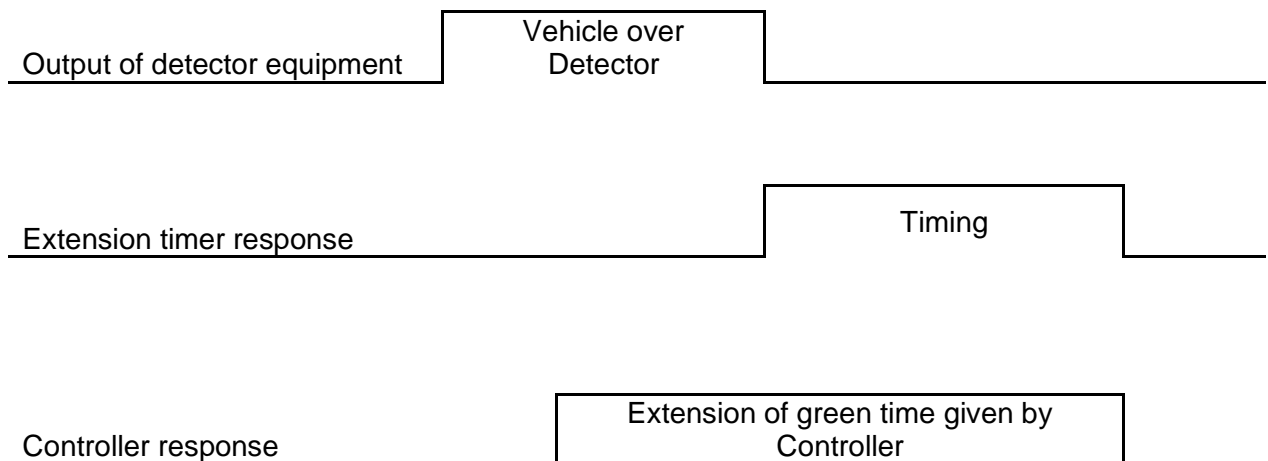 Vehicle over
Output of detector equipment Detector
Timing
Extension timer response
Extension of green time given by
Controller response Controller